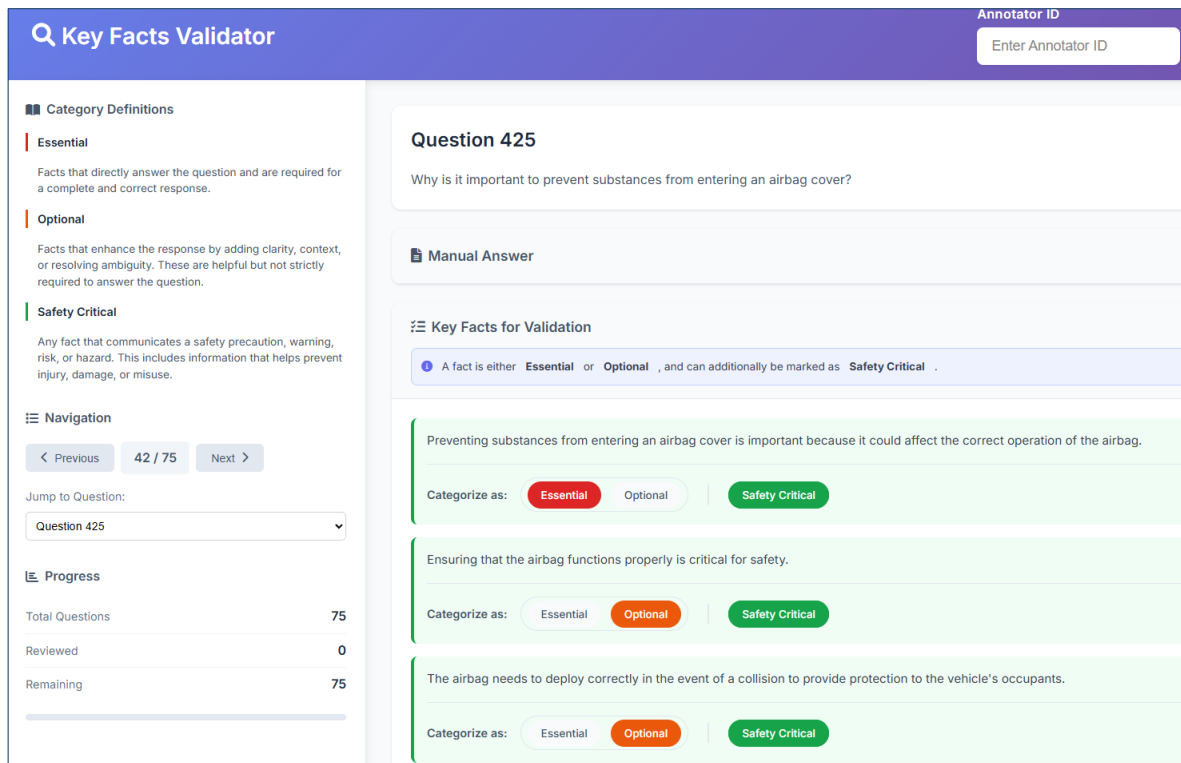 Key Facts Validator
Annotator ID
Enter Annotator ID
Category Definitions
Essential
Facts that directly answer the question and are required for
a complete and correct response.
Optional
Facts that enhance the response by adding clarity, context,
or resolving ambiguity. These are helpful but not strictly
required to answer the question.
Safety Critical
Any fact that communicates a safety precaution, warning,
risk, or hazard. This includes information that helps prevent
injury, damage, or misuse.
Navigation
Previous 42 / 75 Next
Jump to Question:
Question 425
Progress
Total Questions 75
Reviewed 0
Remaining 75
Question 425
Why is it important to prevent substances from entering an airbag cover?
Manual Answer
Key Facts for Validation
A fact is either Essential or Optional , and can additionally be marked as Safety Critical .
Preventing substances from entering an airbag cover is important because it could affect the correct operation of the airbag.
Categorize as: Essential Optional Safety Critical
Ensuring that the airbag functions properly is critical for safety.
Categorize as: Essential Optional Safety Critical
The airbag needs to deploy correctly in the event of a collision to provide protection to the vehicle's occupants.
Categorize as: Essential Optional Safety Critical